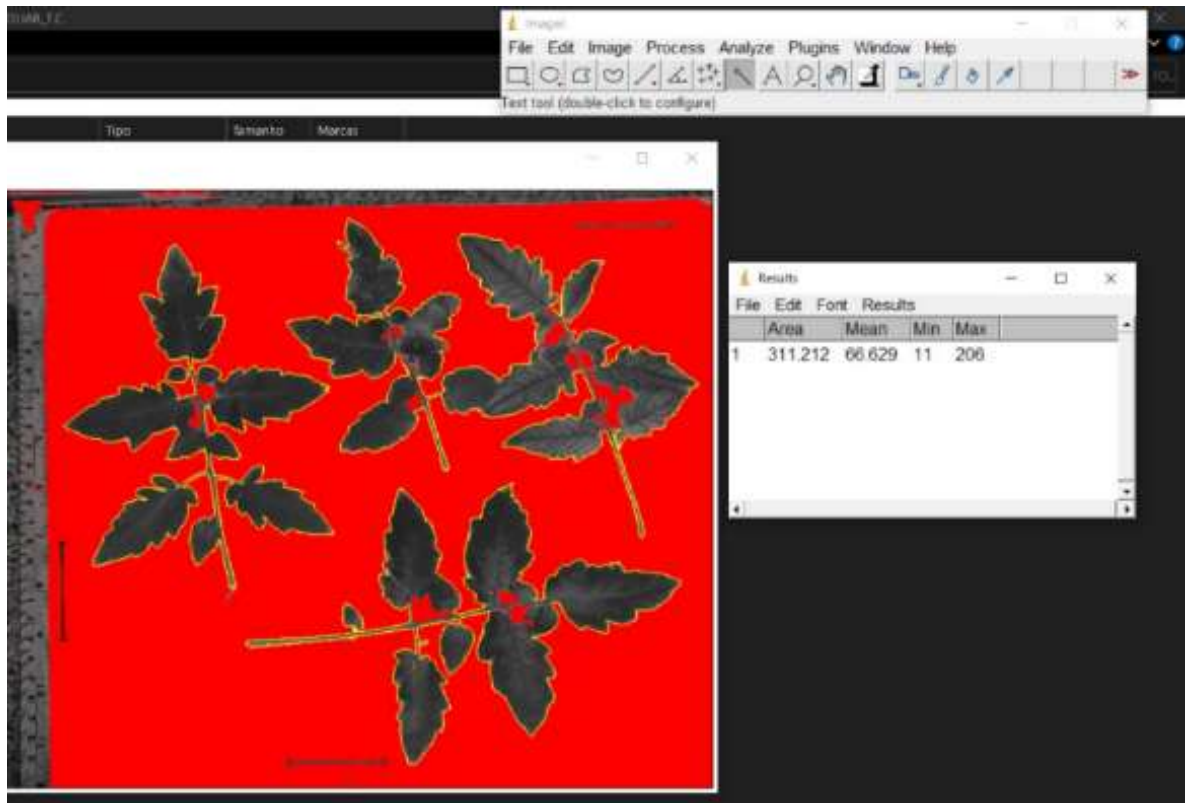 ImageJ
File Edit Image Process Analyze Plugins Window Help
Text tool (double-click to configure)
Tipo Tamanho Marcas
Results
File Edit Font Results
Area Mean Min Max
1 311.212 66.629 11 206